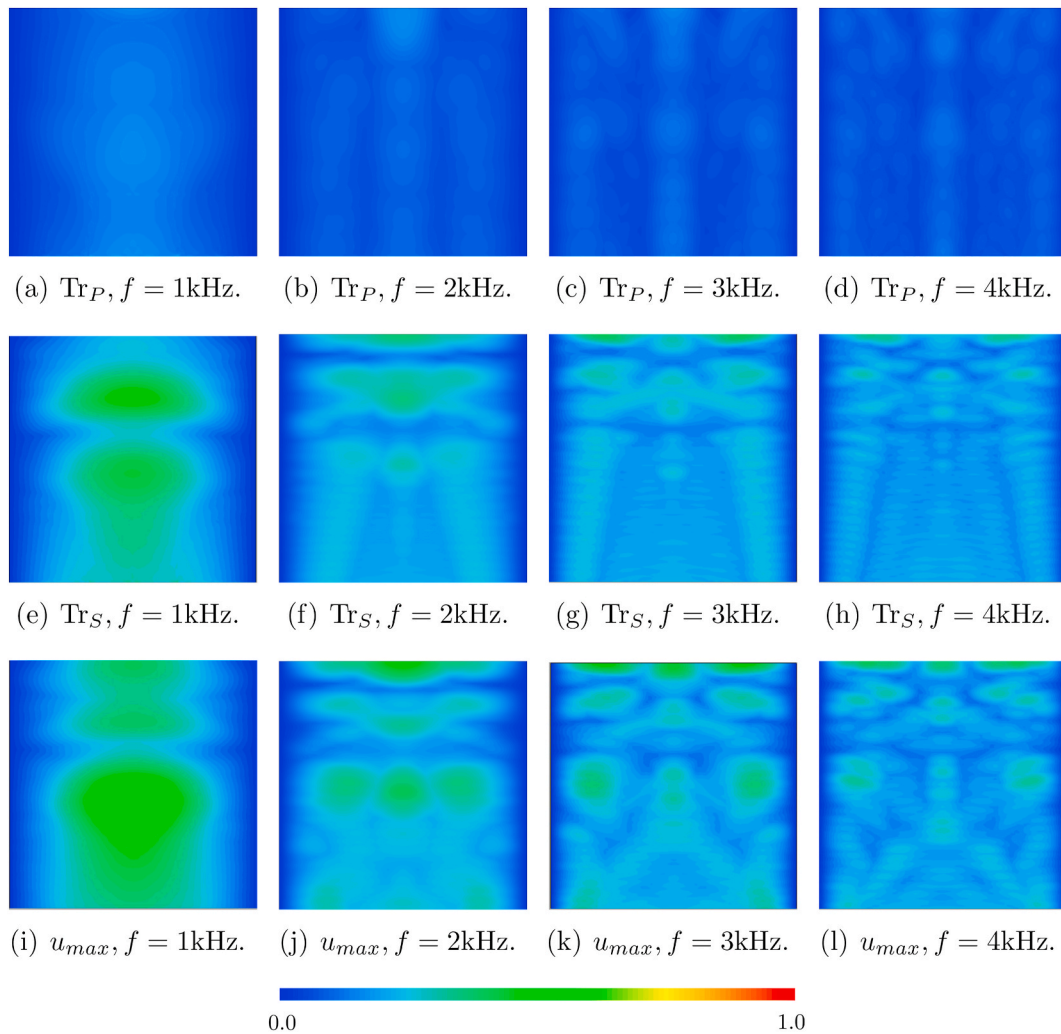 (a) Tr_P, f = 1kHz. (b) Tr_P, f = 2kHz. (c) Tr_P, f = 3kHz. (d) Tr_P, f = 4kHz.
(e) Tr_S, f = 1kHz. (f) Tr_S, f = 2kHz. (g) Tr_S, f = 3kHz. (h) Tr_S, f = 4kHz.
(i) u_max, f = 1kHz. (j) u_max, f = 2kHz. (k) u_max, f = 3kHz. (l) u_max, f = 4kHz.
0.0 1.0